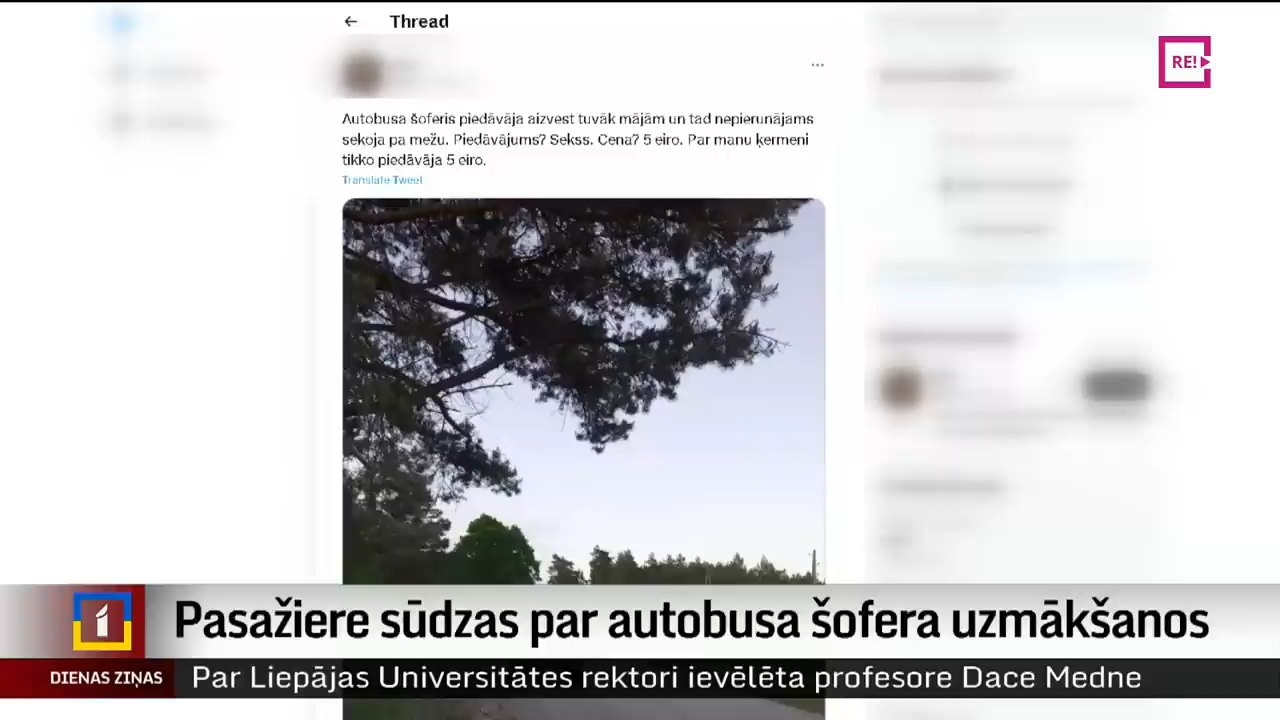 Thread
RE!
Autobusa šoferis piedāvāja aizvest tuvāk mājām un tad nepierunājams
sekoja pa mežu. Piedāvājums? Sekss. Cena? 5 eiro. Par manu ķermeni
tikko piedāvāja 5 eiro.
Translate Tweet
1
Pasažiere sūdzas par autobusa šofera uzmākšanos
DIENAS ZIŅAS
Par Liepājas Universitātes rektori ievēlēta profesore Dace Medne